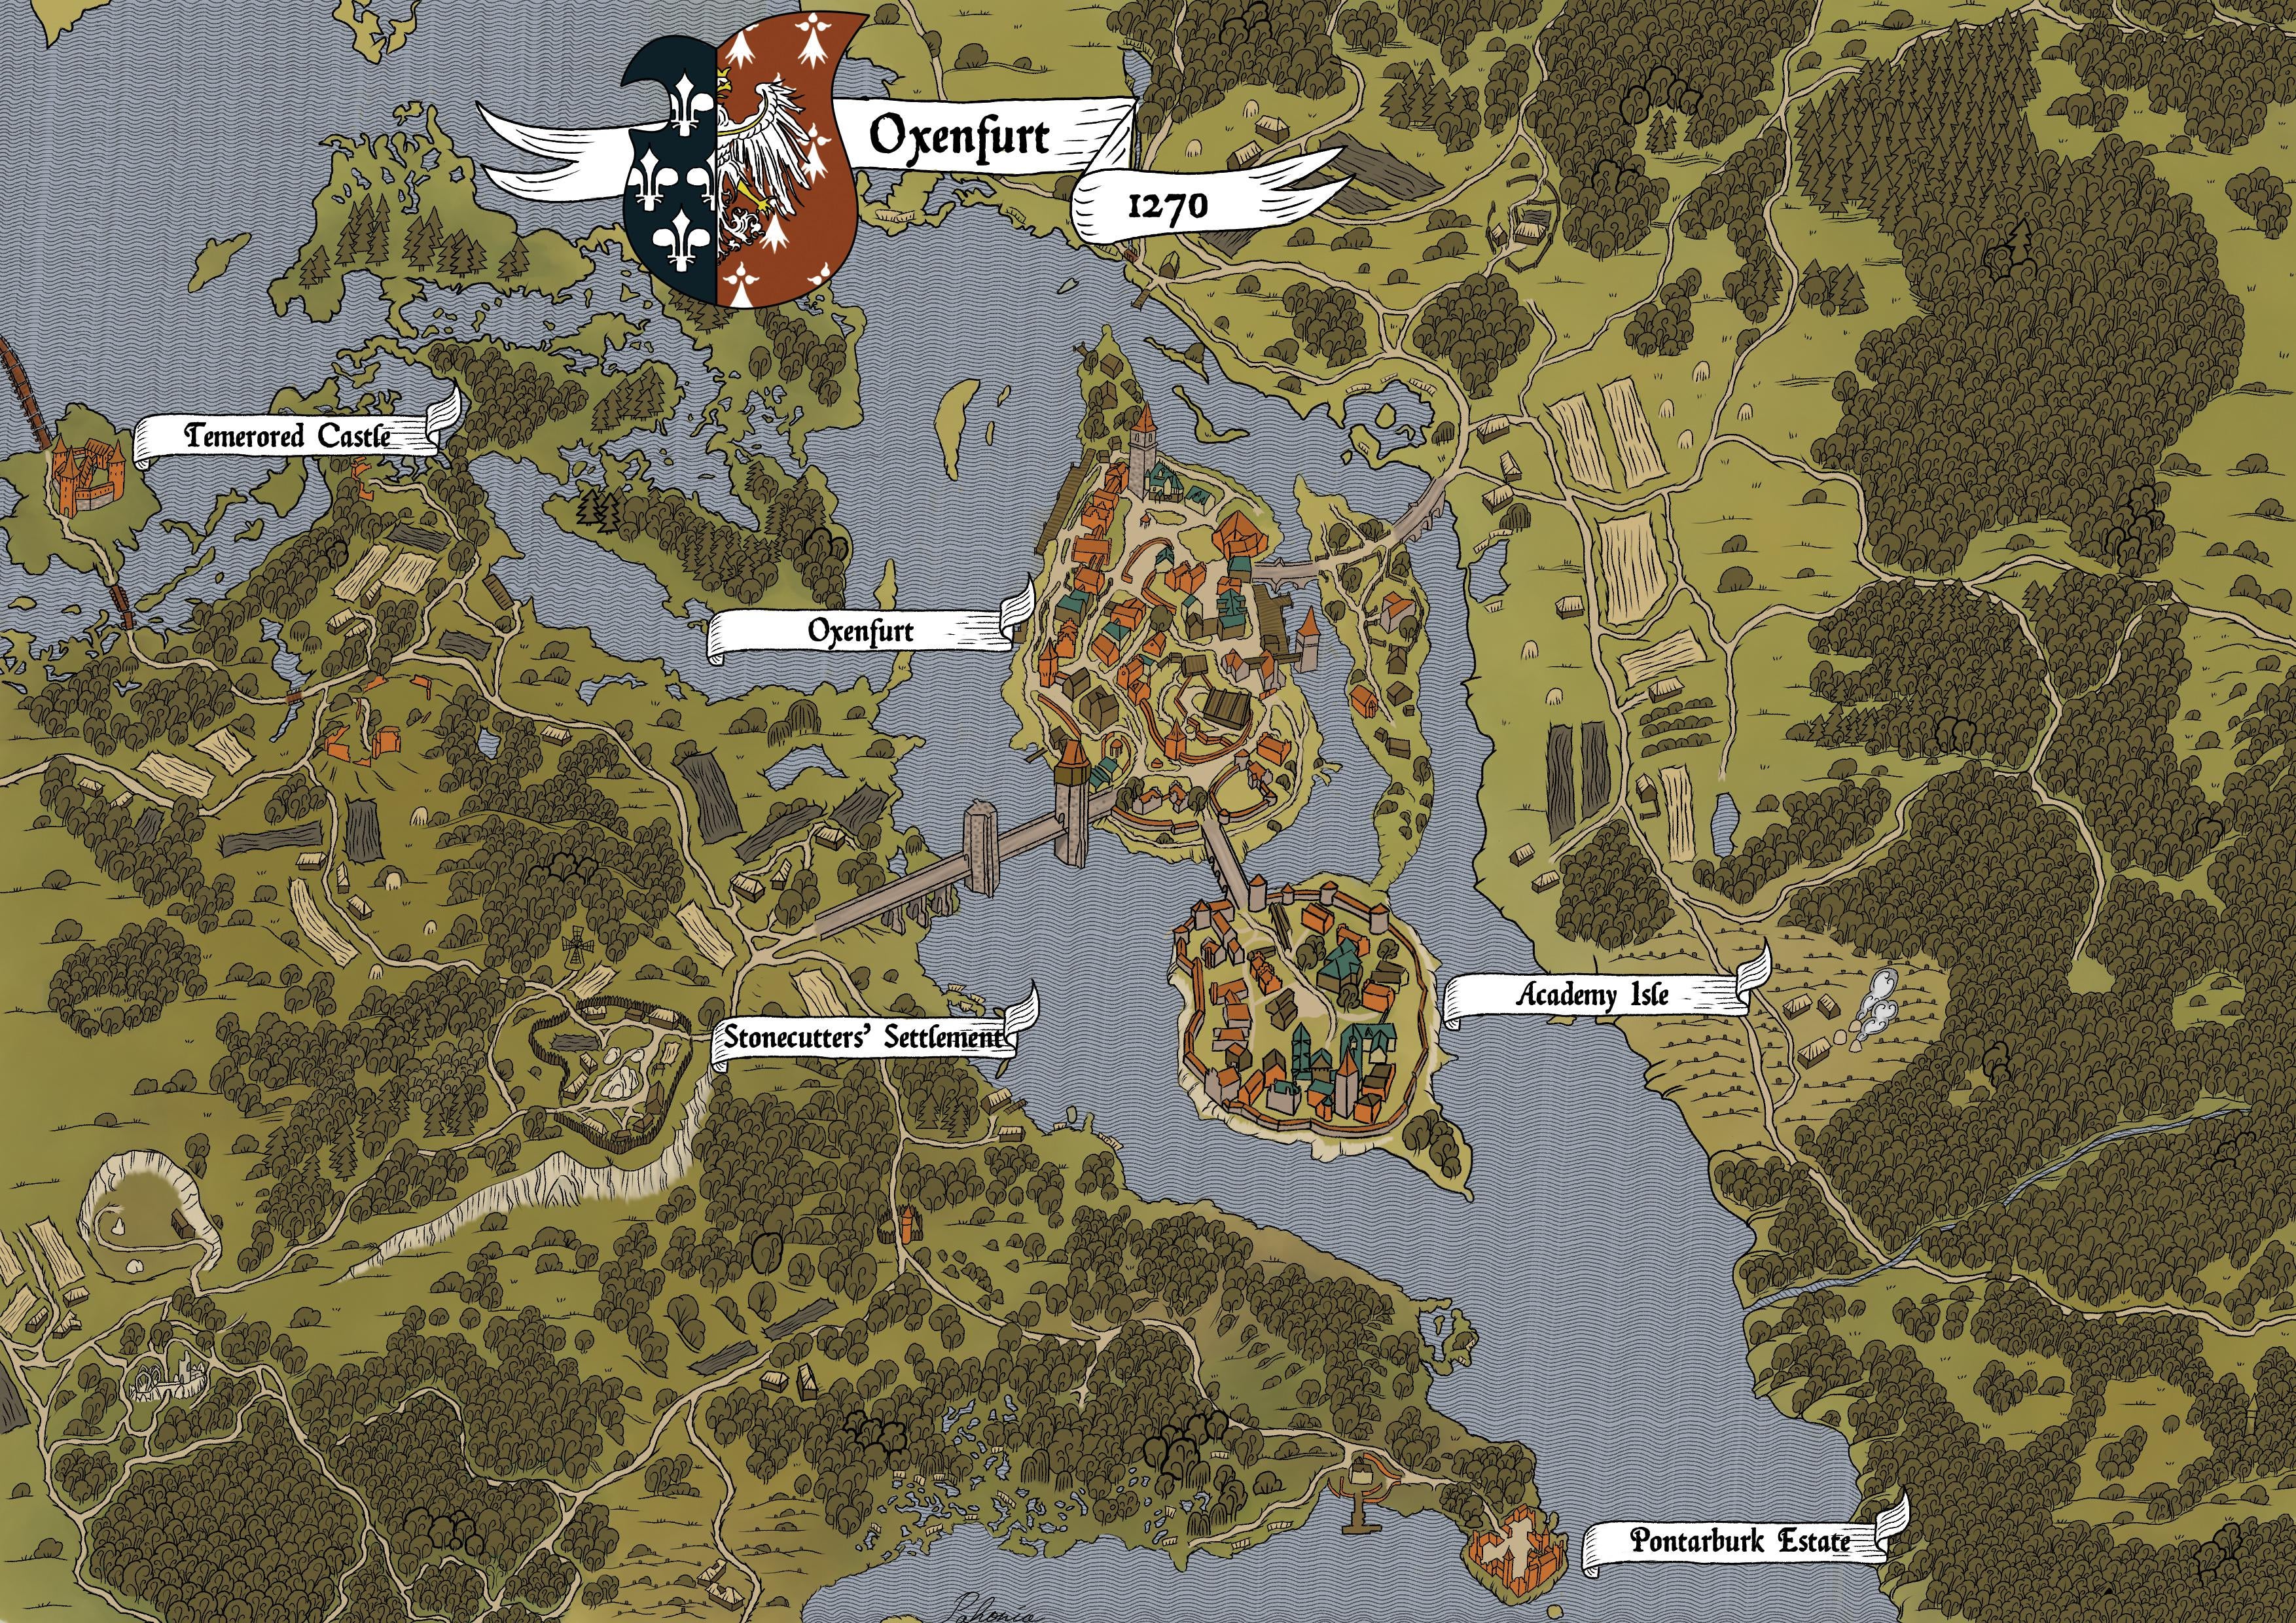 Oxenfurt
1270
Temerored Castle
Oxenfurt
Academy Isle
Stonecutters' Settlement
Pontarburk Estate